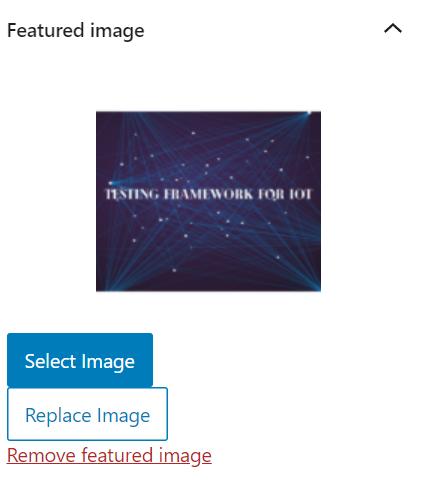 Featured image
TESTING FRAMEWORK FOR IOT
Select Image
Replace Image
Remove featured image